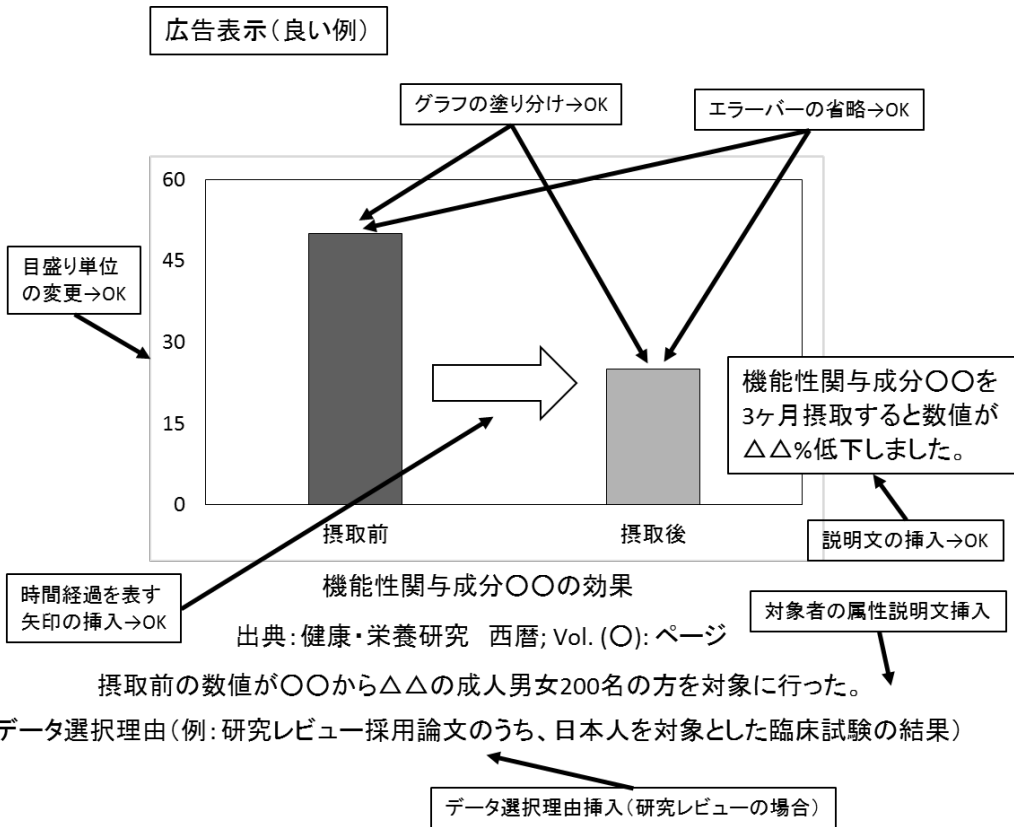 広告表示(良い例)
グラフの塗り分け→OK
エラーバーの省略→OK
目盛り単位
の変更→OK
60
45
30
15
0
機能性関与成分〇〇を
3ヶ月摂取すると数値が
△△%低下しました。
摂取前
摂取後
説明文の挿入→OK
時間経過を表す
矢印の挿入→OK
機能性関与成分〇〇の効果
対象者の属性説明文挿入
出典:健康・栄養研究 西暦; Vol. (〇): ページ
摂取前の数値が〇〇から△△の成人男女200名の方を対象に行った。
データ選択理由(例:研究レビュー採用論文のうち、日本人を対象とした臨床試験の結果)
データ選択理由挿入(研究レビューの場合)